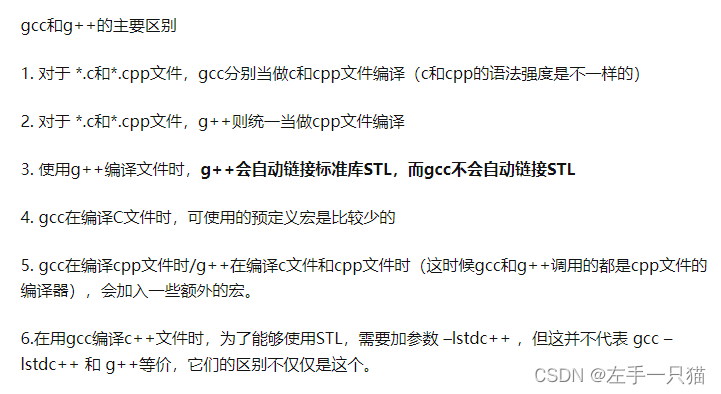 gcc和g++的主要区别
1. 对于 *.c和*.cpp文件，gcc分别当做c和cpp文件编译（c和cpp的语法强度是不一样的）
2. 对于 *.c和*.cpp文件，g++则统一当做cpp文件编译
3. 使用g++编译文件时，g++会自动链接标准库STL，而gcc不会自动链接STL
4. gcc在编译C文件时，可使用的预定义宏是比较少的
5. gcc在编译cpp文件时/g++在编译c文件和cpp文件时（这时候gcc和g++调用的都是cpp文件的
编译器），会加入一些额外的宏。
6.在用gcc编译c++文件时，为了能够使用STL，需要加参数 –lstdc++ ，但这并不代表 gcc –
lstdc++ 和 g++等价，它们的区别不仅仅是这个。
CSDN @左手一只猫